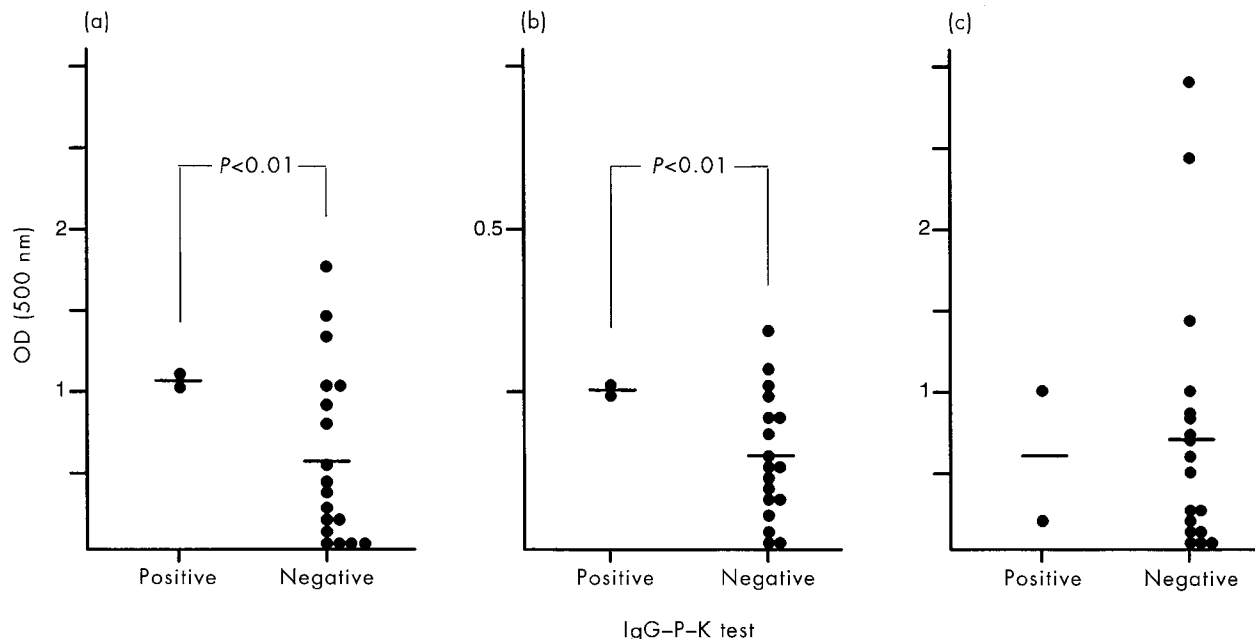 (a)
(b)
(c)
OD (500 nm)
2
1
P<0.01
Positive
Negative
0.5
P<0.01
Positive
Negative
2
1
Positive
Negative
IgG–P–K test